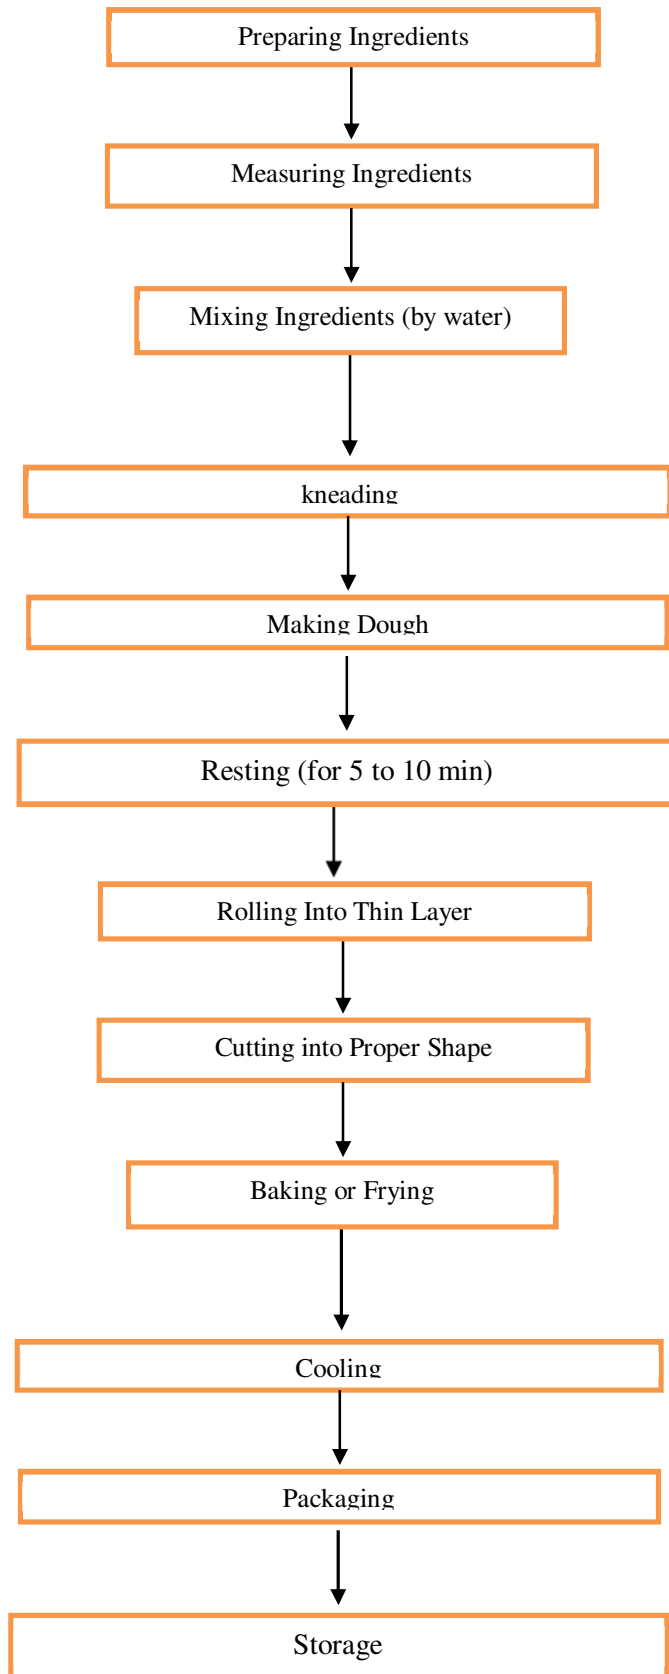 Preparing Ingredients
Measuring Ingredients
Mixing Ingredients (by water)
kneading
Making Dough
Resting (for 5 to 10 min)
Rolling Into Thin Layer
Cutting into Proper Shape
Baking or Frying
Cooling
Packaging
Storage